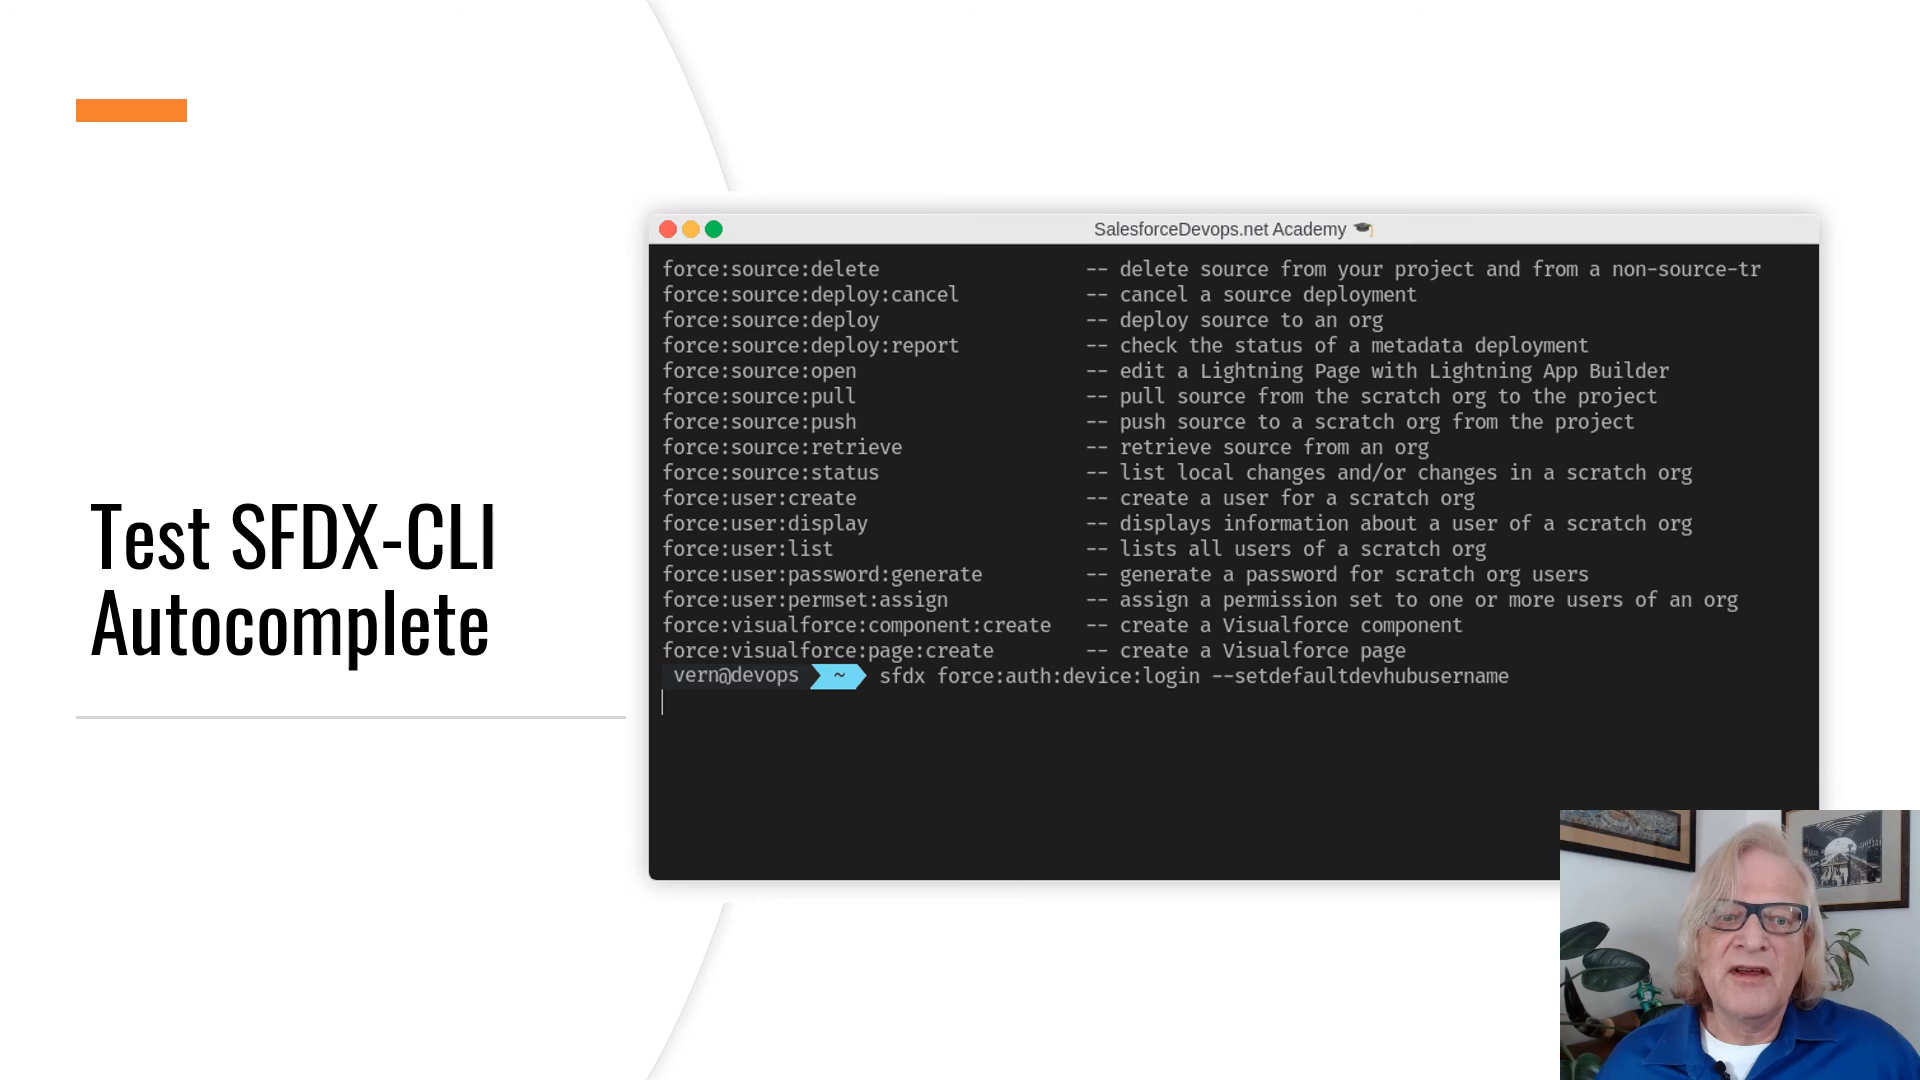 Test SFDX-CLI
Autocomplete
SalesforceDevops.net Academy 🎓
force:source:delete -- delete source from your project and from a non-source-tr
force:source:deploy:cancel -- cancel a source deployment
force:source:deploy -- deploy source to an org
force:source:deploy:report -- check the status of a metadata deployment
force:source:open -- edit a Lightning Page with Lightning App Builder
force:source:pull -- pull source from the scratch org to the project
force:source:push -- push source to a scratch org from the project
force:source:retrieve -- retrieve source from an org
force:source:status -- list local changes and/or changes in a scratch org
force:user:create -- create a user for a scratch org
force:user:display -- displays information about a user of a scratch org
force:user:list -- lists all users of a scratch org
force:user:password:generate -- generate a password for scratch org users
force:user:permset:assign -- assign a permission set to one or more users of an org
force:visualforce:component:create -- create a Visualforce component
force:visualforce:page:create -- create a Visualforce page
vern@devops ~ sfdx force:auth:device:login --setdefaultdevhubusername